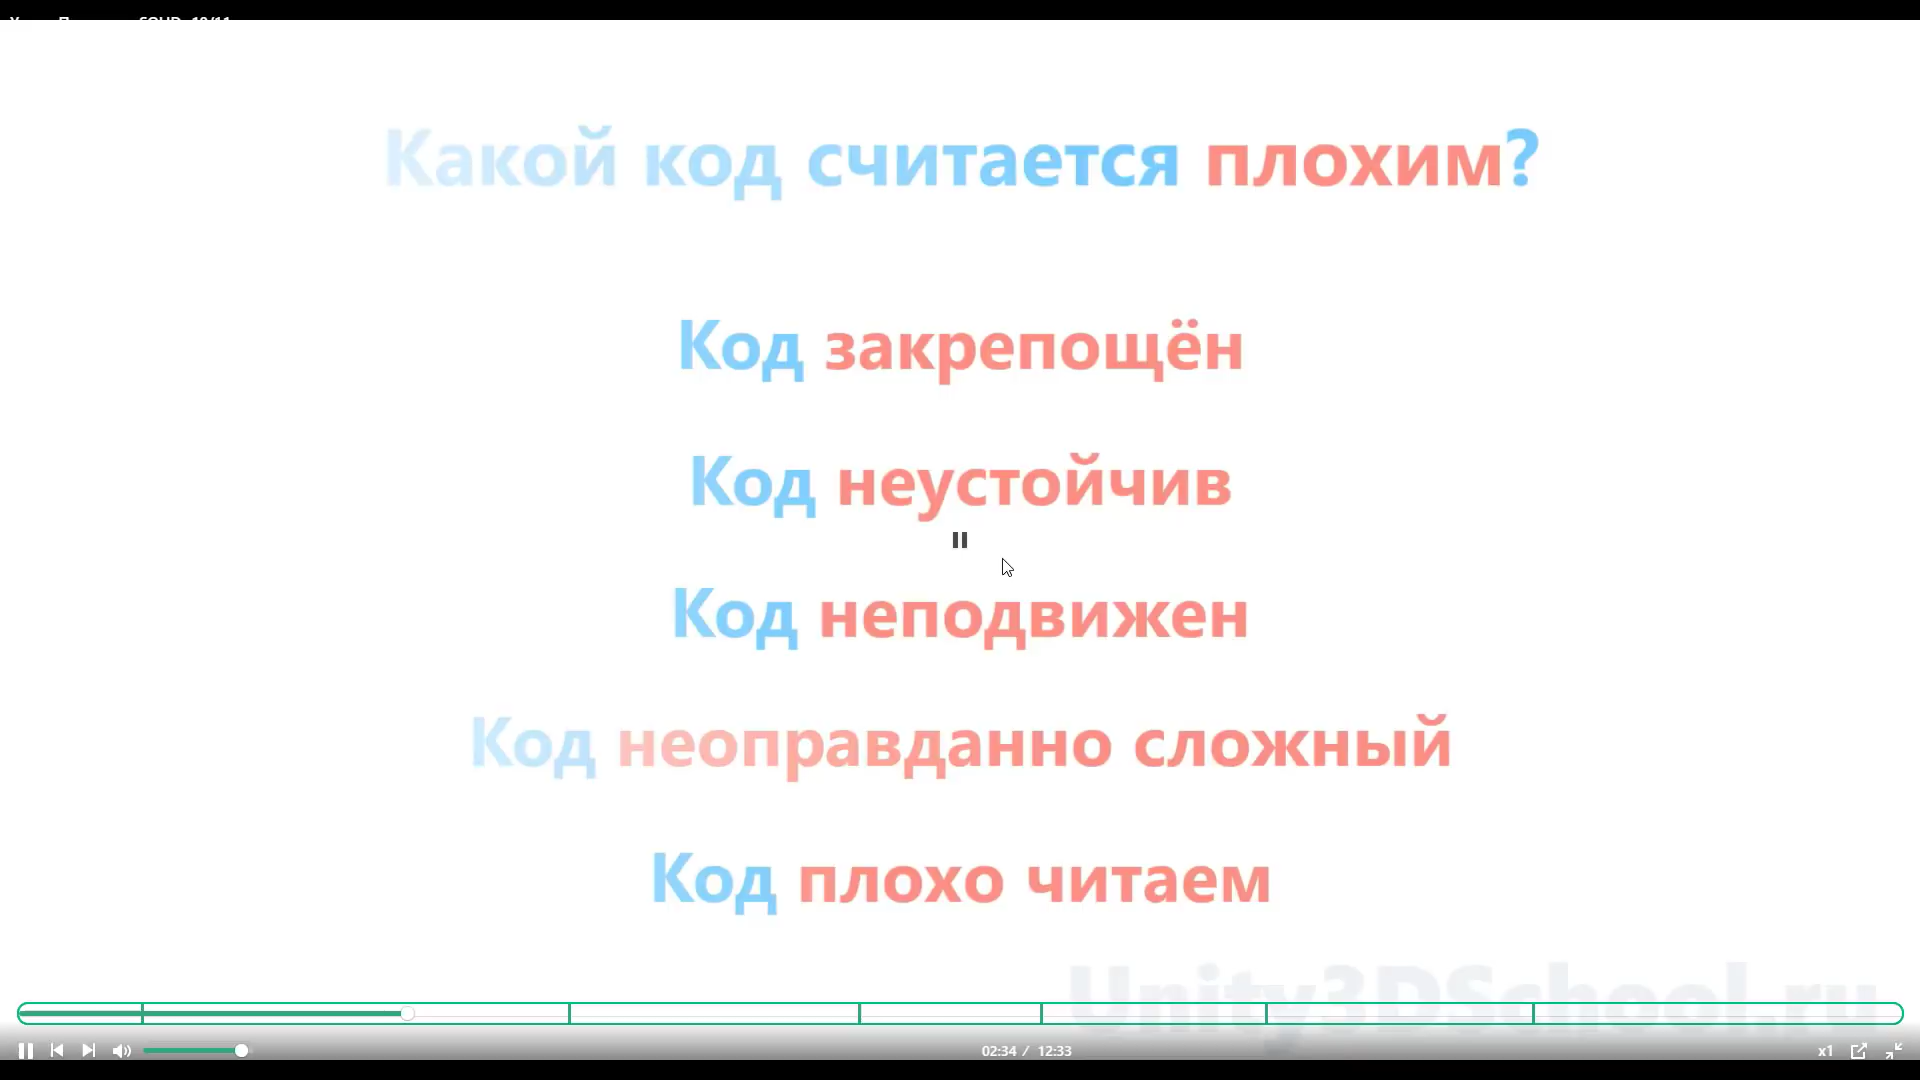 Какой код считается плохим?
Код закрепощён
Код неустойчив
Код неподвижен
Код неоправданно сложный
Код плохо читаем
Unity3DSchool.ru
02:34 / 12:33
x1